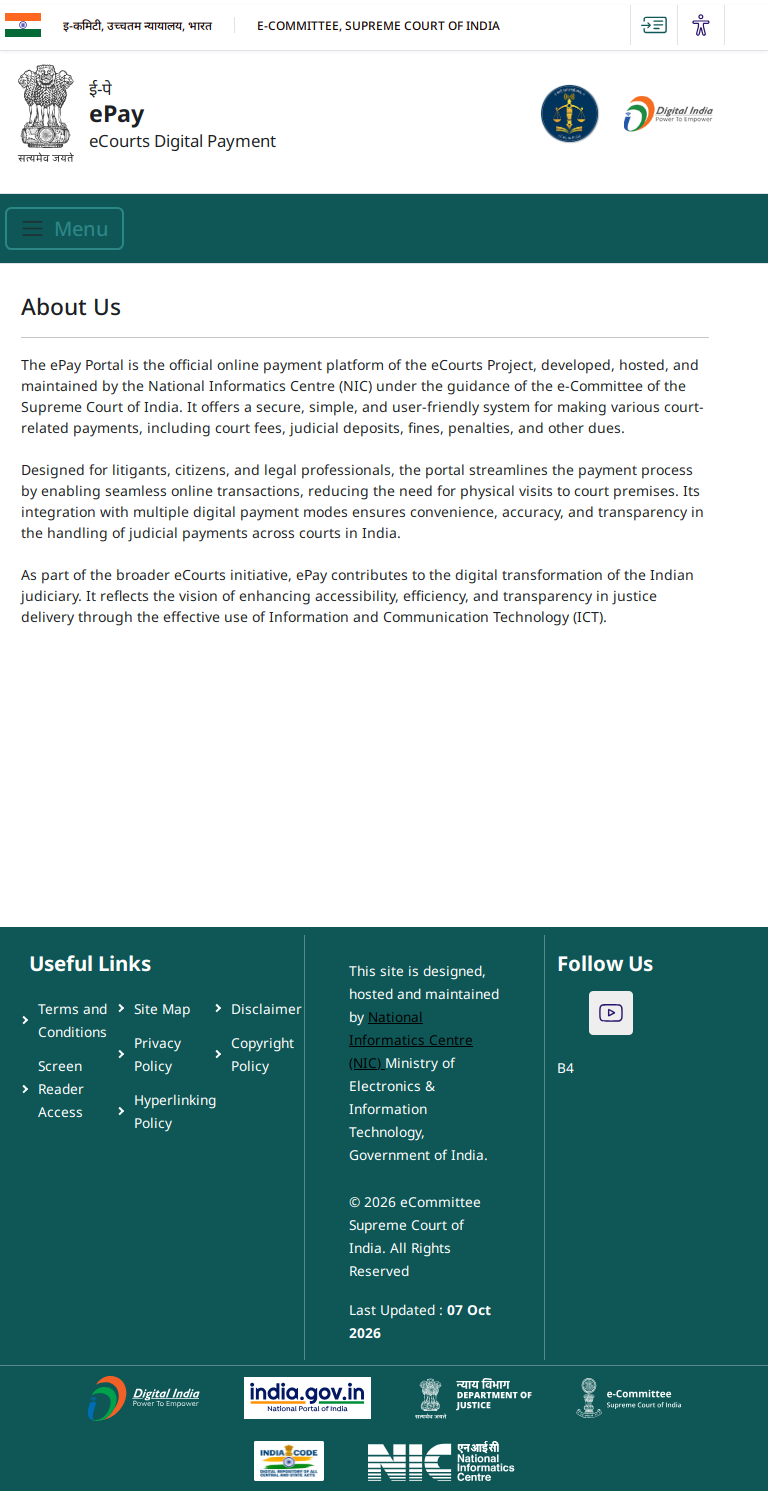 इ-कमिटी, उच्चतम न्यायालय, भारत
E-COMMITTEE, SUPREME COURT OF INDIA
ई-पे
ePay
eCourts Digital Payment
सत्यमेव जयते
Digital India
Power To Empower
Menu
About Us
The ePay Portal is the official online payment platform of the eCourts Project, developed, hosted, and
maintained by the National Informatics Centre (NIC) under the guidance of the e-Committee of the
Supreme Court of India. It offers a secure, simple, and user-friendly system for making various court-
related payments, including court fees, judicial deposits, fines, penalties, and other dues.
Designed for litigants, citizens, and legal professionals, the portal streamlines the payment process
by enabling seamless online transactions, reducing the need for physical visits to court premises. Its
integration with multiple digital payment modes ensures convenience, accuracy, and transparency in
the handling of judicial payments across courts in India.
As part of the broader eCourts initiative, ePay contributes to the digital transformation of the Indian
judiciary. It reflects the vision of enhancing accessibility, efficiency, and transparency in justice
delivery through the effective use of Information and Communication Technology (ICT).
Useful Links
Terms and
Conditions
Screen
Reader
Access
Site Map
Privacy
Policy
Hyperlinking
Policy
Disclaimer
Copyright
Policy
This site is designed,
hosted and maintained
by National
Informatics Centre
(NIC) Ministry of
Electronics &
Information
Technology,
Government of India.
© 2026 eCommittee
Supreme Court of
India. All Rights
Reserved
Last Updated : 07 Oct
2026
Follow Us
B4
Digital India
Power To Empower
india.gov.in
National Portal of India
सत्यमेव जयते
न्याय विभाग
DEPARTMENT OF
JUSTICE
e-Committee
Supreme Court of India
INDIA CODE
DIGITAL REPOSITORY OF ALL
CENTRAL AND STATE ACTS
NIC
एनआईसी
National
Informatics
Centre